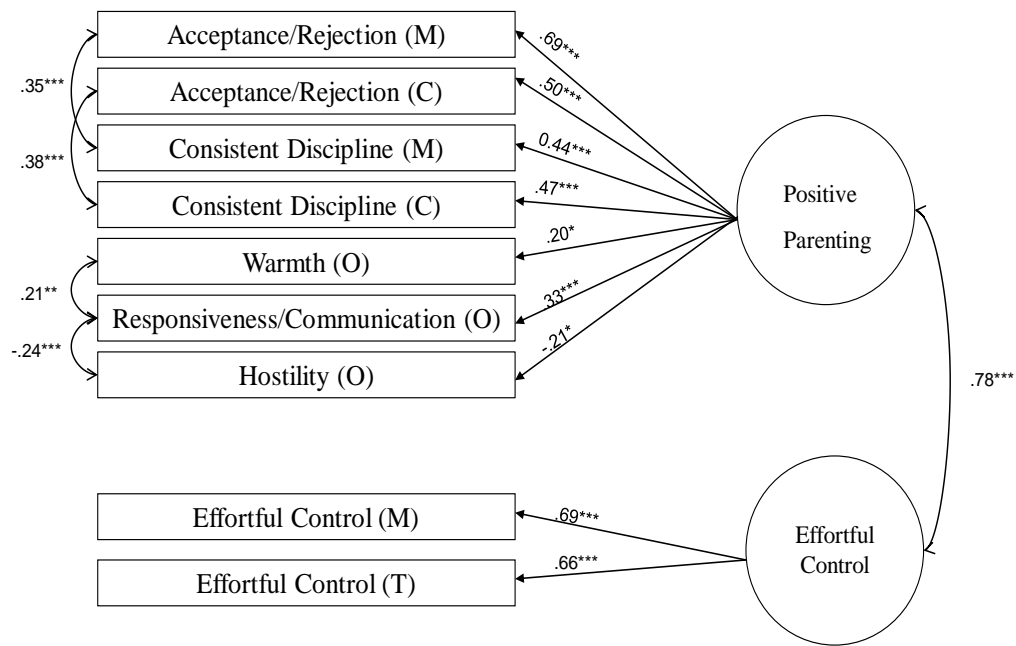 Acceptance/Rejection (M)
.69***
.35***
Acceptance/Rejection (C)
.50***
Consistent Discipline (M)
0.44***
.38***
Consistent Discipline (C)
.47***
Positive
Parenting
Warmth (O)
.20*
.21**
Responsiveness/Communication (O)
.33***
-.24***
Hostility (O)
-.21*
.78***
Effortful Control (M)
.69***
Effortful Control (T)
.66***
Effortful
Control